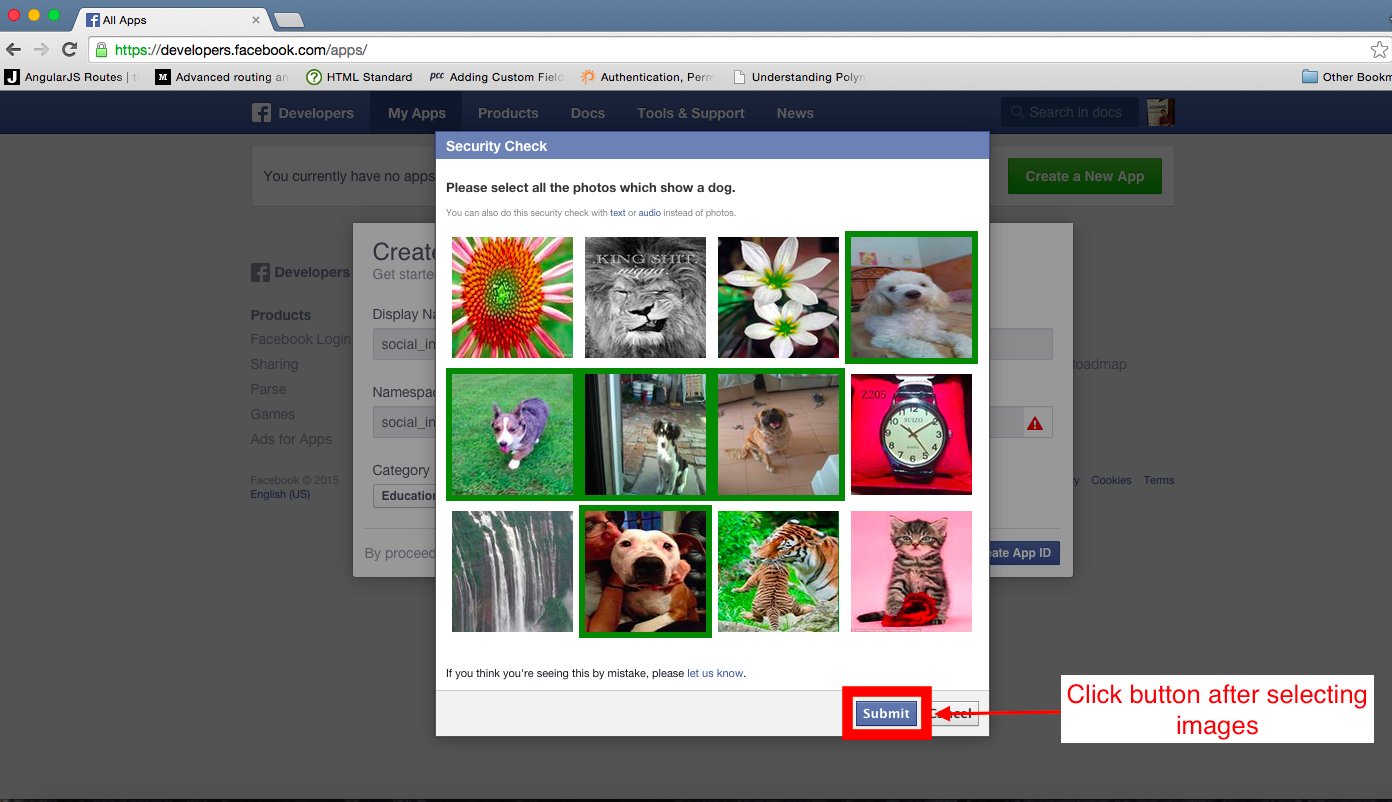 All Apps
https://developers.facebook.com/apps/
AngularJS Routes | t
M Advanced routing an
HTML Standard
pcc Adding Custom Field
Authentication, Perm
Understanding Polyn
Other Bookm
Developers
My Apps
Products
Docs
Tools & Support
News
Search in docs
You currently have no apps
Create a New App
Security Check
Please select all the photos which show a dog.
You can also do this security check with text or audio instead of photos.
KING SHIT,
nigga.
Z205
SUIZO
If you think you're seeing this by mistake, please let us know.
Submit
Cancel
Click button after selecting
images
Create
Get starte
Display Na
social_in
Namespac
social_in
Category
Education
By proceed
eate App ID
Developers
Products
Facebook Login
Sharing
Parse
Games
Ads for Apps
Roadmap
Facebook © 2015
English (US)
cy
Cookies
Terms